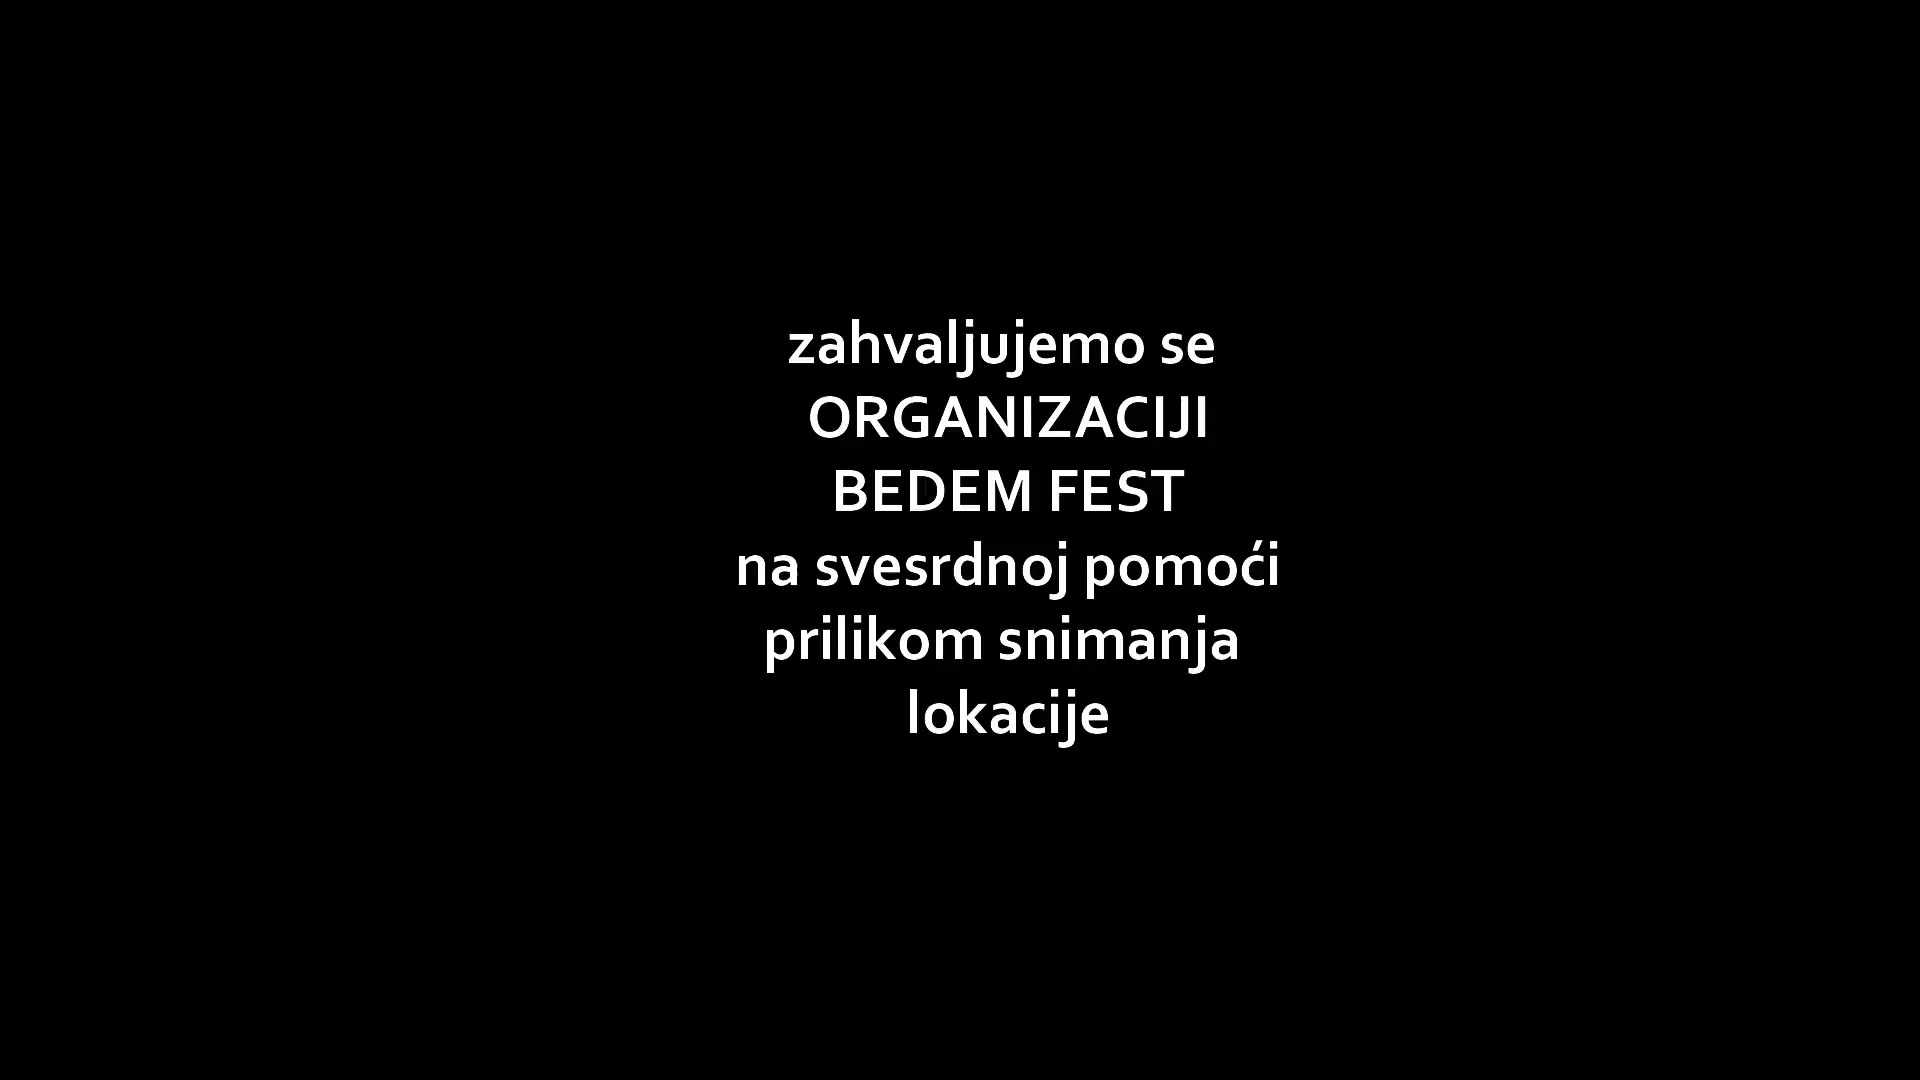 zahvaljujemo se
ORGANIZACIJI
BEDEM FEST
na svesrdnoj pomoći
prilikom snimanja
lokacije